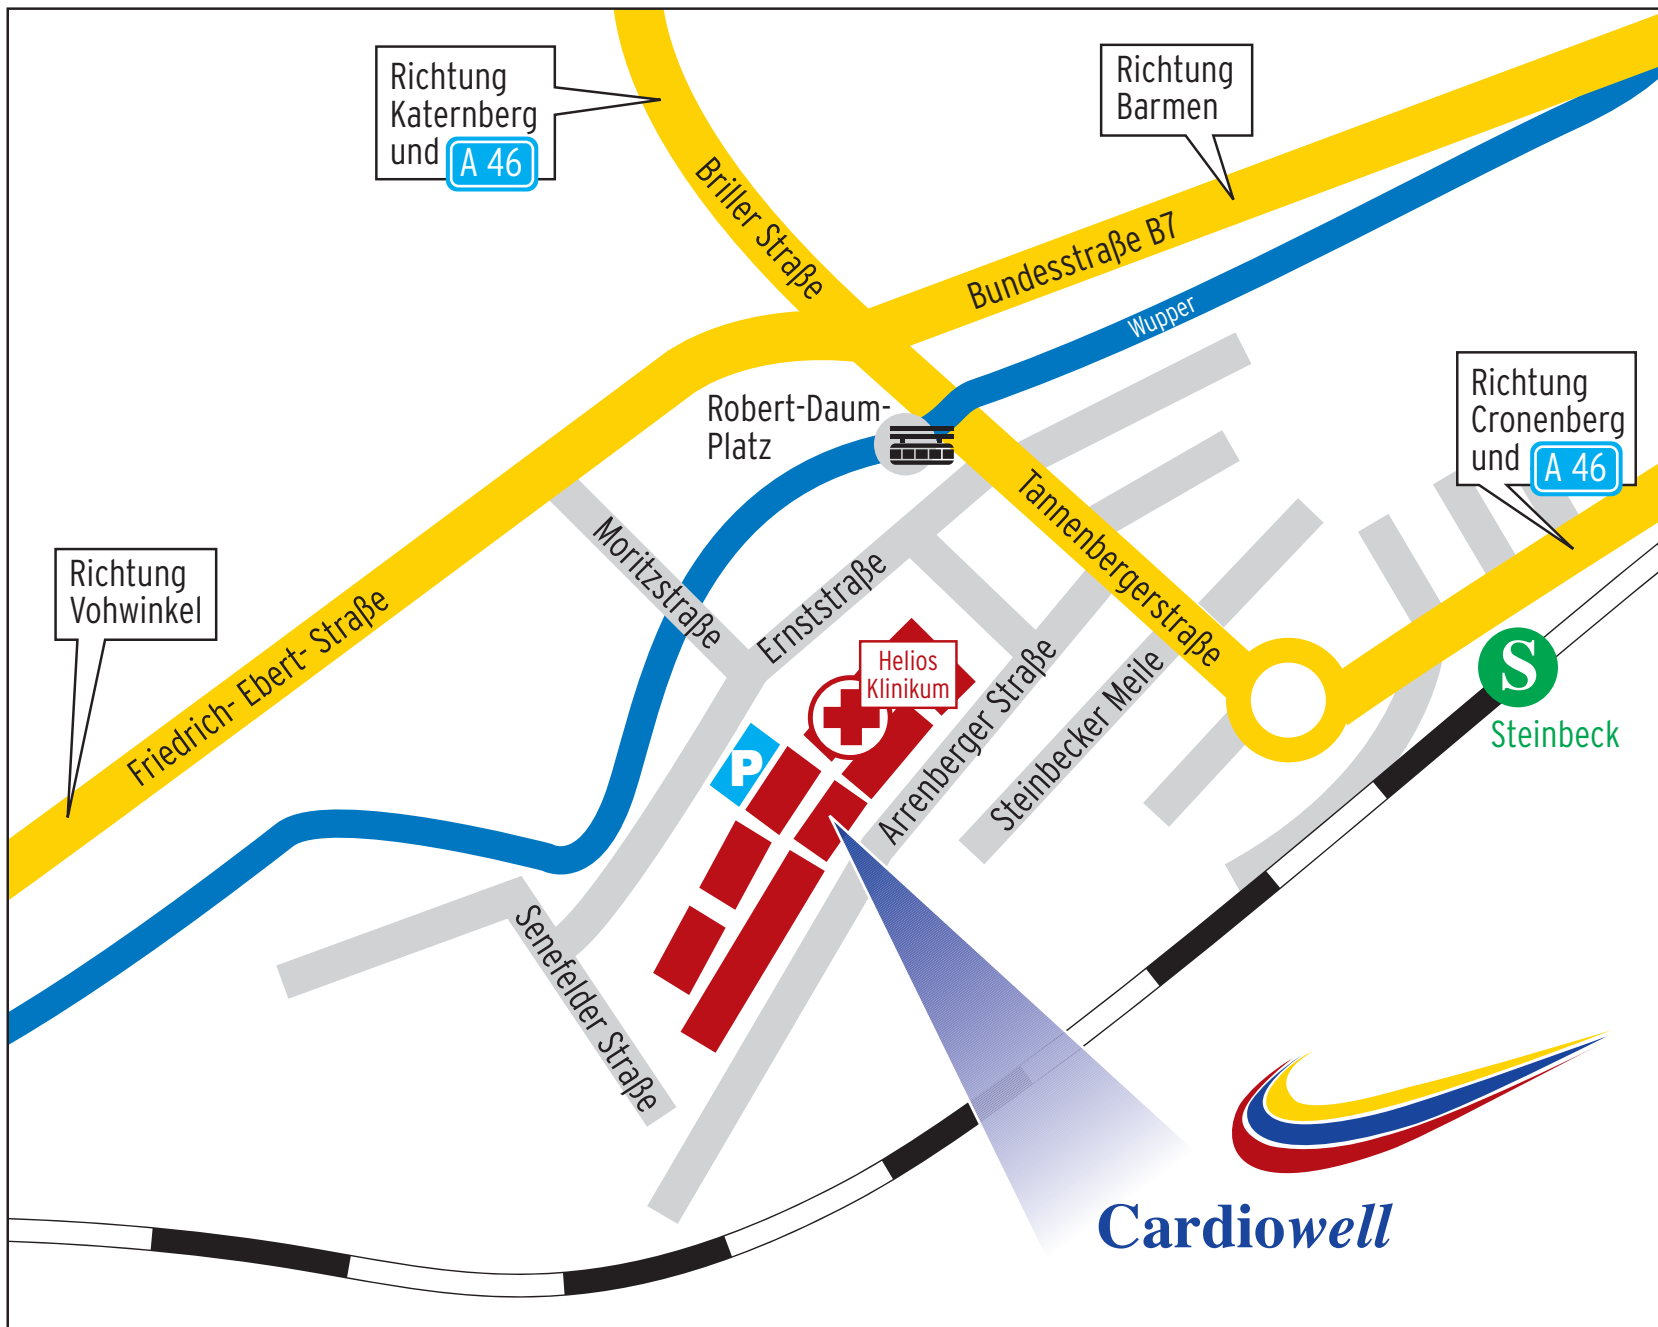 Richtung
Katernberg
und A 46
Richtung
Barmen
Briller Straße
Bundesstraße B7
Wupper
Richtung
Cronenberg
und A 46
Robert-Daum-
Platz
Tannenbergerstraße
Moritzstraße
Ernststraße
Richtung
Vohwinkel
Friedrich- Ebert- Straße
Helios
Klinikum
Arrenberger Straße
Steinbecker Meile
S
Steinbeck
P
Senefelder Straße
Cardiowell